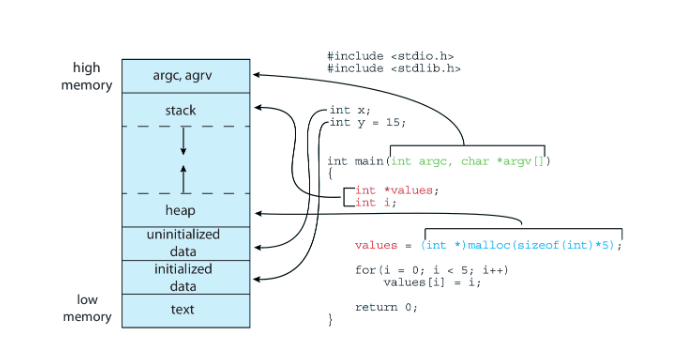 high
memory
argc, agrv
stack
heap
uninitialized
data
initialized
data
text
low
memory
#include <stdio.h>
#include <stdlib.h>
int x;
int y = 15;
int main(int argc, char *argv[])
{
int *values;
int i;
values = (int *)malloc(sizeof(int)*5);
for(i = 0; i < 5; i++)
values[i] = i;
return 0;
}